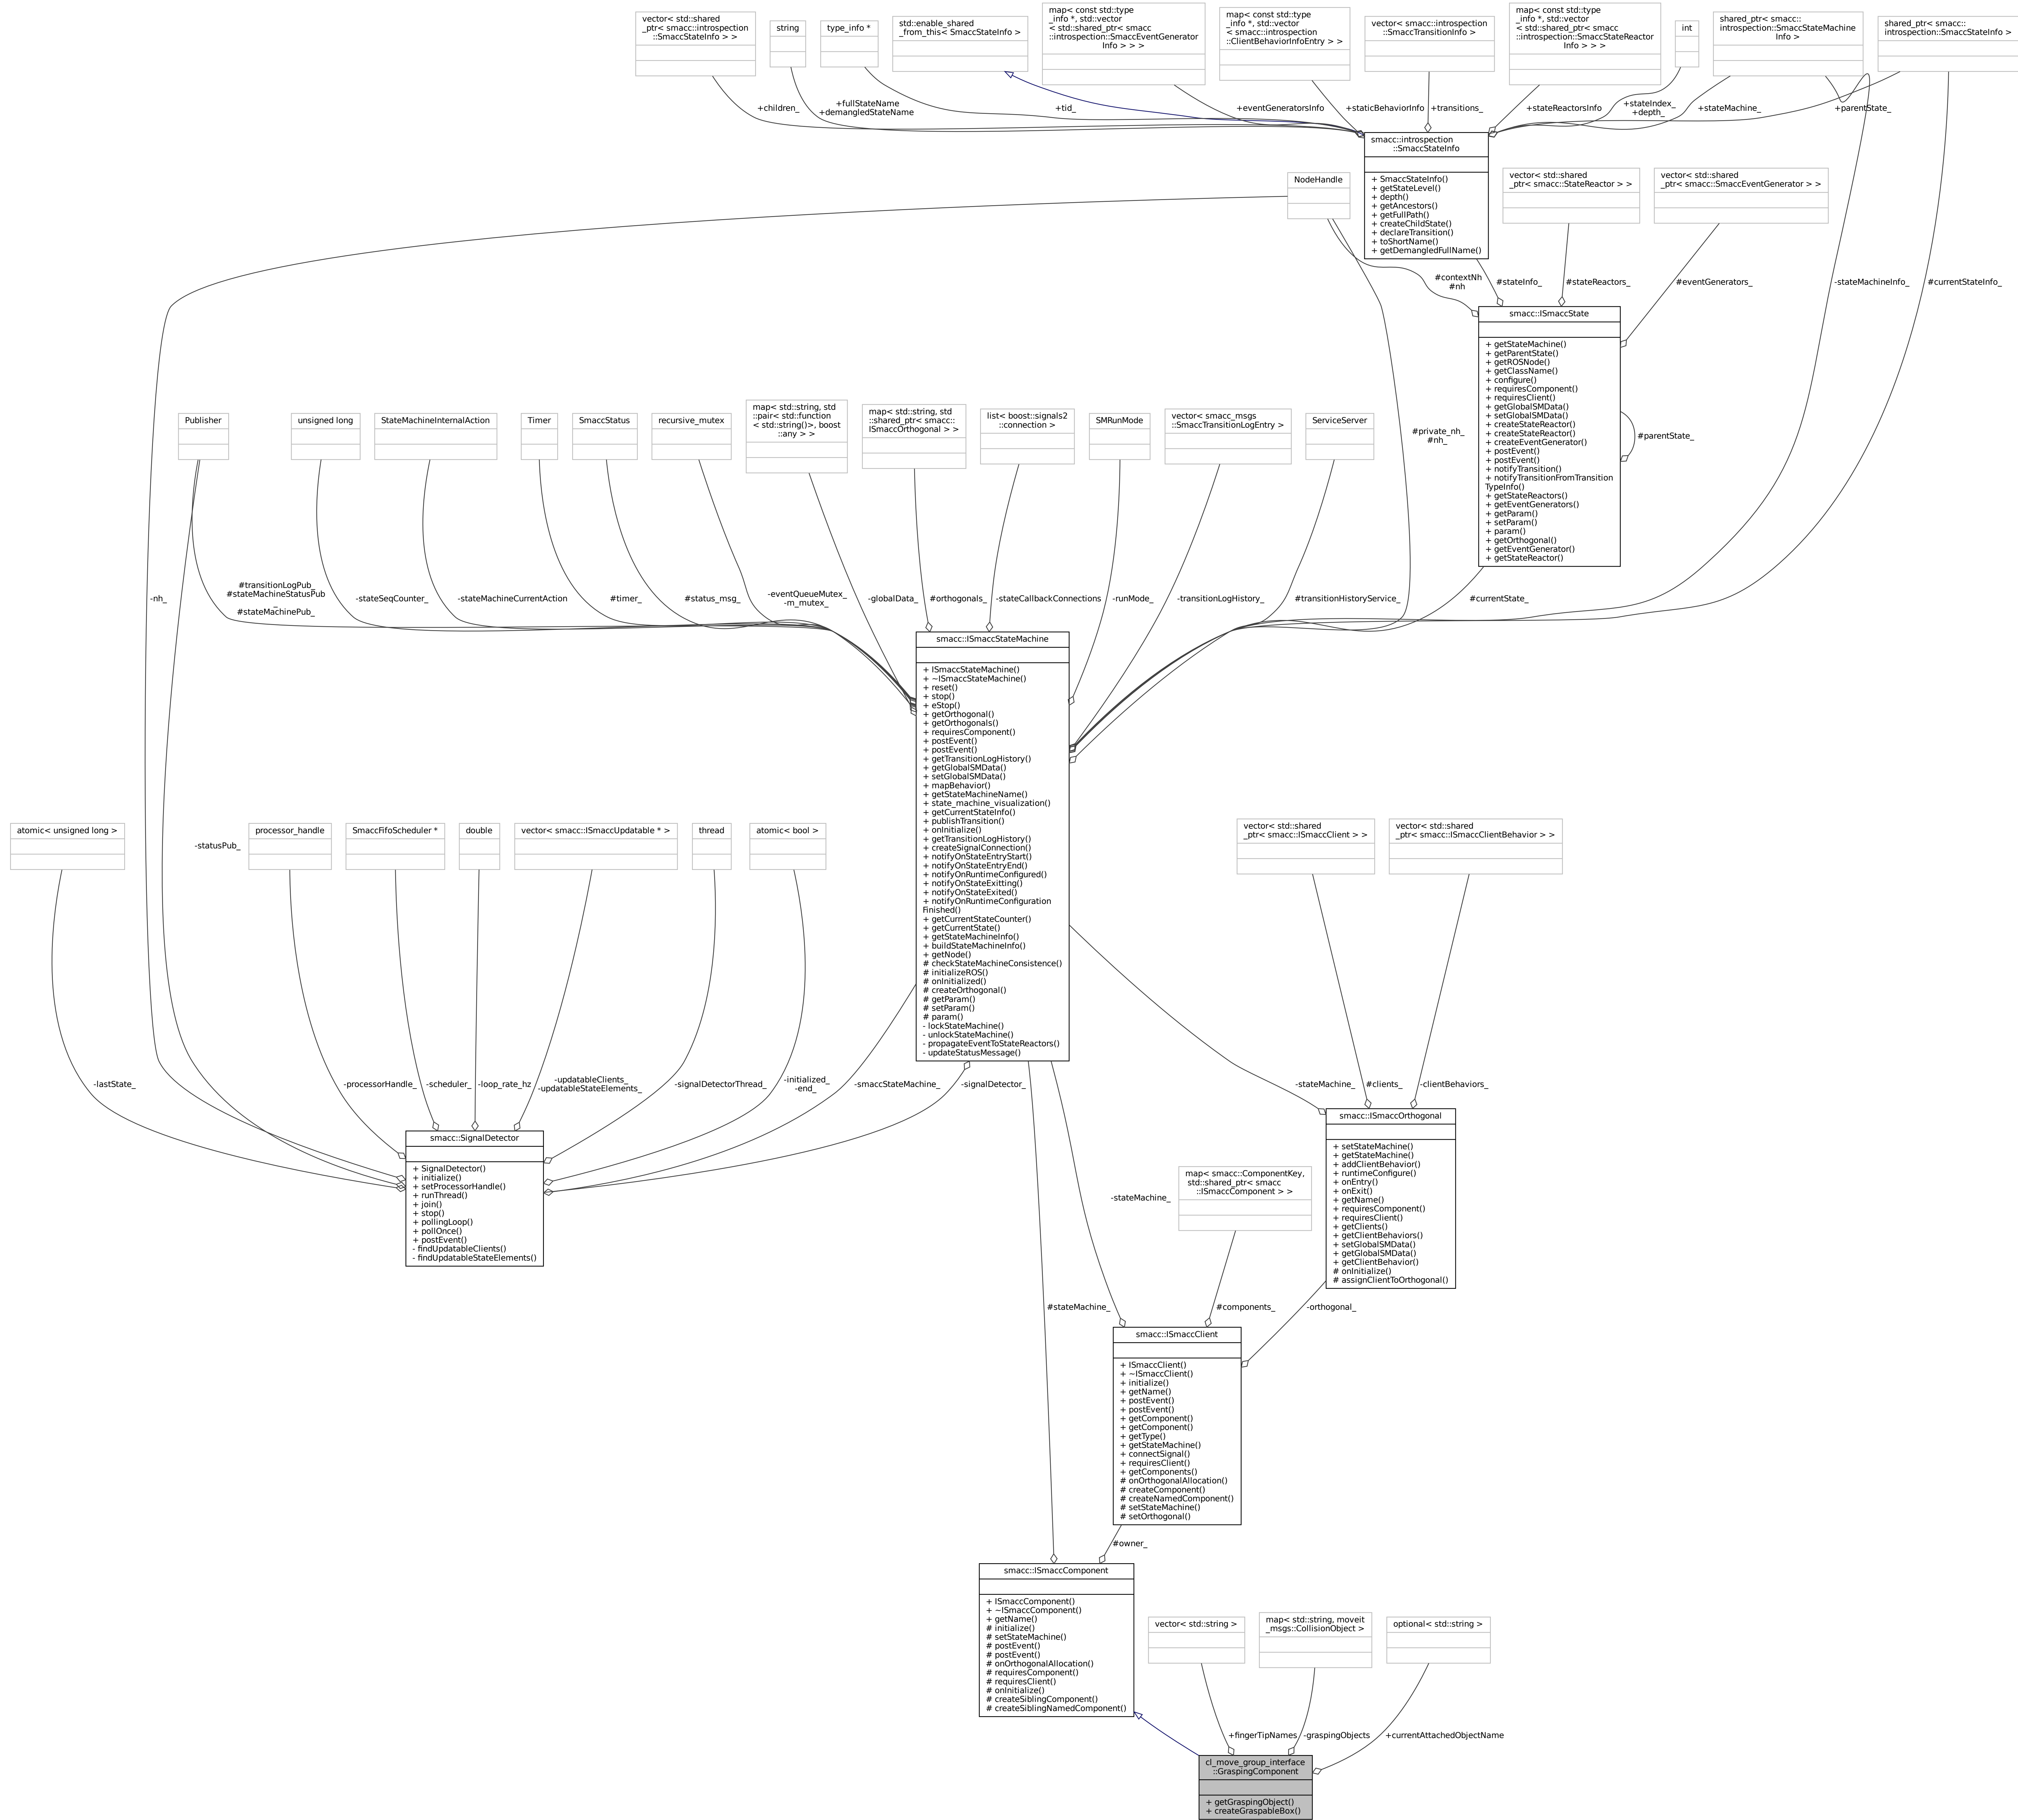 vector< std::shared
_ptr< smacc::introspection
::SmaccStateInfo > >
string
type_info *
std::enable_shared
_from_this< SmaccStateInfo >
map< const std::type
_info *, std::vector
< std::shared_ptr< smacc
::introspection::SmaccEventGenerator
Info > > >
map< const std::type
_info *, std::vector
< smacc::introspection
::ClientBehaviorInfoEntry > >
vector< smacc::introspection
::SmaccTransitionInfo >
map< const std::type
_info *, std::vector
< std::shared_ptr< smacc
::introspection::SmaccStateReactor
Info > > >
int
shared_ptr< smacc::
introspection::SmaccStateMachine
Info >
shared_ptr< smacc::
introspection::SmaccStateInfo >
+children_
+fullStateName
+demangledStateName
+tid_
+eventGeneratorsInfo
+staticBehaviorInfo
+transitions_
+stateReactorsInfo
+stateIndex_
+depth_
+stateMachine_
+parentState_
smacc::introspection
::SmaccStateInfo
+ SmaccStateInfo()
+ getStateLevel()
+ depth()
+ getAncestors()
+ getFullPath()
+ createChildState()
+ declareTransition()
+ toShortName()
+ getDemangledFullName()
NodeHandle
vector< std::shared
_ptr< smacc::StateReactor > >
vector< std::shared
_ptr< smacc::SmaccEventGenerator > >
#contextNh
#nh
#stateInfo_
#stateReactors_
#eventGenerators_
-stateMachineInfo_
#currentStateInfo_
smacc::ISmaccState
+ getStateMachine()
+ getParentState()
+ getROSNode()
+ getClassName()
+ configure()
+ requiresComponent()
+ requiresClient()
+ getGlobalSMData()
+ setGlobalSMData()
+ createStateReactor()
+ createStateReactor()
+ createEventGenerator()
+ postEvent()
+ postEvent()
+ notifyTransition()
+ notifyTransitionFromTransition
TypeInfo()
+ getStateReactors()
+ getEventGenerators()
+ getParam()
+ setParam()
+ param()
+ getOrthogonal()
+ getEventGenerator()
+ getStateReactor()
#parentState_
Publisher
unsigned long
StateMachineInternalAction
Timer
SmaccStatus
recursive_mutex
map< std::string, std
::pair< std::function
< std::string()>, boost
::any > >
map< std::string, std
::shared_ptr< smacc::
ISmaccOrthogonal > >
list< boost::signals2
::connection >
SMRunMode
vector< smacc_msgs
::SmaccTransitionLogEntry >
ServiceServer
#private_nh_
#nh_
-nh_
#transitionLogPub_
#stateMachineStatusPub
_
#stateMachinePub_
-stateSeqCounter_
-stateMachineCurrentAction
#timer_
#status_msg_
-eventQueueMutex_
-m_mutex_
-globalData_
#orthogonals_
-stateCallbackConnections
-runMode_
-transitionLogHistory_
#transitionHistoryService_
#currentState_
smacc::ISmaccStateMachine
+ ISmaccStateMachine()
+ ~ISmaccStateMachine()
+ reset()
+ stop()
+ eStop()
+ getOrthogonal()
+ getOrthogonals()
+ requiresComponent()
+ postEvent()
+ postEvent()
+ getTransitionLogHistory()
+ getGlobalSMData()
+ setGlobalSMData()
+ mapBehavior()
+ getStateMachineName()
+ state_machine_visualization()
+ getCurrentStateInfo()
+ publishTransition()
+ onInitialize()
+ getTransitionLogHistory()
+ createSignalConnection()
+ notifyOnStateEntryStart()
+ notifyOnStateEntryEnd()
+ notifyOnRuntimeConfigured()
+ notifyOnStateExitting()
+ notifyOnStateExited()
+ notifyOnRuntimeConfiguration
Finished()
+ getCurrentStateCounter()
+ getCurrentState()
+ getStateMachineInfo()
+ buildStateMachineInfo()
+ getNode()
# checkStateMachineConsistence()
# initializeROS()
# onInitialized()
# createOrthogonal()
# getParam()
# setParam()
# param()
- lockStateMachine()
- unlockStateMachine()
- propagateEventToStateReactors()
- updateStatusMessage()
atomic< unsigned long >
-statusPub_
processor_handle
SmaccFifoScheduler *
double
vector< smacc::ISmaccUpdatable * >
thread
atomic< bool >
vector< std::shared
_ptr< smacc::ISmaccClient > >
vector< std::shared
_ptr< smacc::ISmaccClientBehavior > >
-lastState_
-processorHandle_
-scheduler_
-loop_rate_hz
-updatableClients_
-updatableStateElements_
-signalDetectorThread_
-initialized_
-end_
-smaccStateMachine_
-signalDetector_
-stateMachine_
#clients_
-clientBehaviors_
smacc::SignalDetector
+ SignalDetector()
+ initialize()
+ setProcessorHandle()
+ runThread()
+ join()
+ stop()
+ pollingLoop()
+ pollOnce()
+ postEvent()
- findUpdatableClients()
- findUpdatableStateElements()
smacc::ISmaccOrthogonal
+ setStateMachine()
+ getStateMachine()
+ addClientBehavior()
+ runtimeConfigure()
+ onEntry()
+ onExit()
+ getName()
+ requiresComponent()
+ requiresClient()
+ getClients()
+ getClientBehaviors()
+ setGlobalSMData()
+ getGlobalSMData()
+ getClientBehavior()
# onInitialize()
# assignClientToOrthogonal()
-stateMachine_
map< smacc::ComponentKey,
std::shared_ptr< smacc
::ISmaccComponent > >
#stateMachine_
#components_
-orthogonal_
smacc::ISmaccClient
+ ISmaccClient()
+ ~ISmaccClient()
+ initialize()
+ getName()
+ postEvent()
+ postEvent()
+ getComponent()
+ getComponent()
+ getType()
+ getStateMachine()
+ connectSignal()
+ requiresClient()
+ getComponents()
# onOrthogonalAllocation()
# createComponent()
# createNamedComponent()
# setStateMachine()
# setOrthogonal()
#owner_
smacc::ISmaccComponent
+ ISmaccComponent()
+ ~ISmaccComponent()
+ getName()
# initialize()
# setStateMachine()
# postEvent()
# postEvent()
# onOrthogonalAllocation()
# requiresComponent()
# requiresClient()
# onInitialize()
# createSiblingComponent()
# createSiblingNamedComponent()
vector< std::string >
map< std::string, moveit
_msgs::CollisionObject >
optional< std::string >
+fingerTipNames
-graspingObjects
+currentAttachedObjectName
cl_move_group_interface
::GraspingComponent
+ getGraspingObject()
+ createGraspableBox()